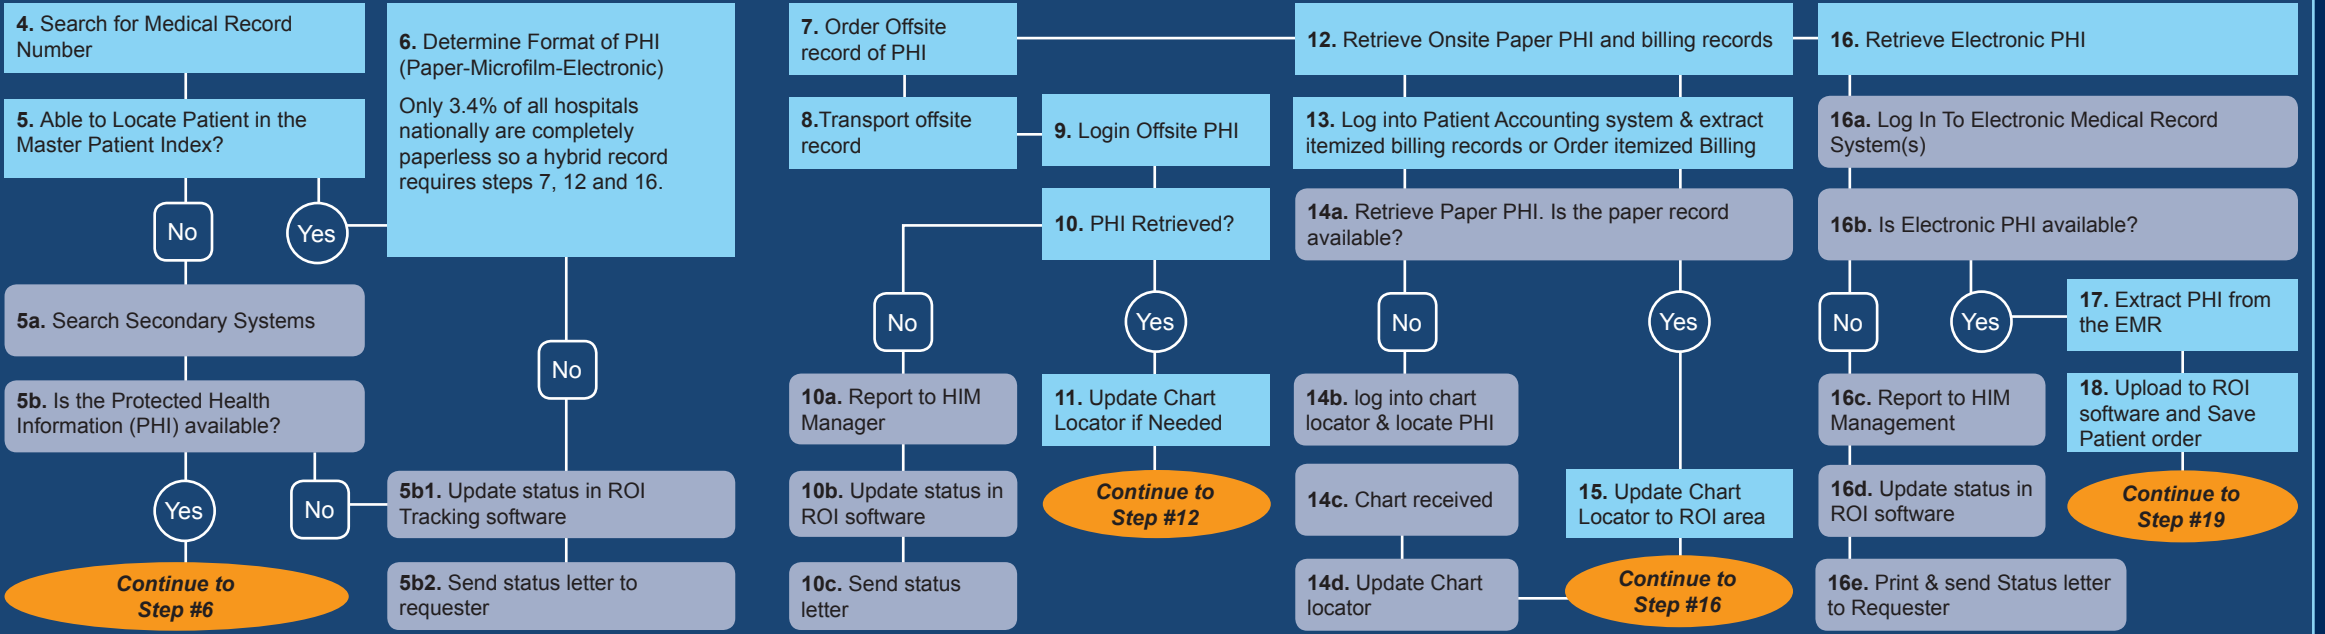 4. Search for Medical Record
Number
5. Able to Locate Patient in the
Master Patient Index?
No
Yes
5a. Search Secondary Systems
5b. Is the Protected Health
Information (PHI) available?
Yes
No
Continue to
Step #6
6. Determine Format of PHI
(Paper-Microfilm-Electronic)
Only 3.4% of all hospitals
nationally are completely
paperless so a hybrid record
requires steps 7, 12 and 16.
No
5b1. Update status in ROI
Tracking software
5b2. Send status letter to
requester
7. Order Offsite
record of PHI
8.Transport offsite
record
9. Login Offsite PHI
10. PHI Retrieved?
No
Yes
10a. Report to HIM
Manager
10b. Update status in
ROI software
10c. Send status
letter
11. Update Chart
Locator if Needed
Continue to
Step #12
12. Retrieve Onsite Paper PHI and billing records
13. Log into Patient Accounting system & extract
itemized billing records or Order itemized Billing
14a. Retrieve Paper PHI. Is the paper record
available?
No
Yes
14b. log into chart
locator & locate PHI
14c. Chart received
14d. Update Chart
locator
15. Update Chart
Locator to ROI area
Continue to
Step #16
16. Retrieve Electronic PHI
16a. Log In To Electronic Medical Record
System(s)
16b. Is Electronic PHI available?
No
Yes
16c. Report to HIM
Management
16d. Update status in
ROI software
16e. Print & send Status letter
to Requester
17. Extract PHI from
the EMR
18. Upload to ROI
software and Save
Patient order
Continue to
Step #19